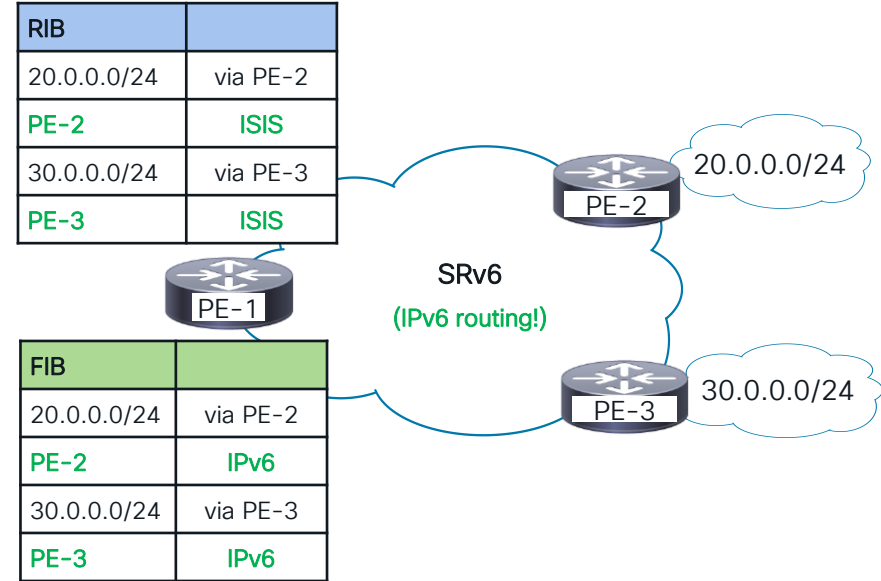 RIB
20.0.0.0/24 via PE-2
PE-2 ISIS
30.0.0.0/24 via PE-3
PE-3 ISIS
20.0.0.0/24
PE-2
SRv6
(IPv6 routing!)
PE-1
FIB
20.0.0.0/24 via PE-2
PE-2 IPv6
30.0.0.0/24 via PE-3
PE-3 IPv6
30.0.0.0/24
PE-3